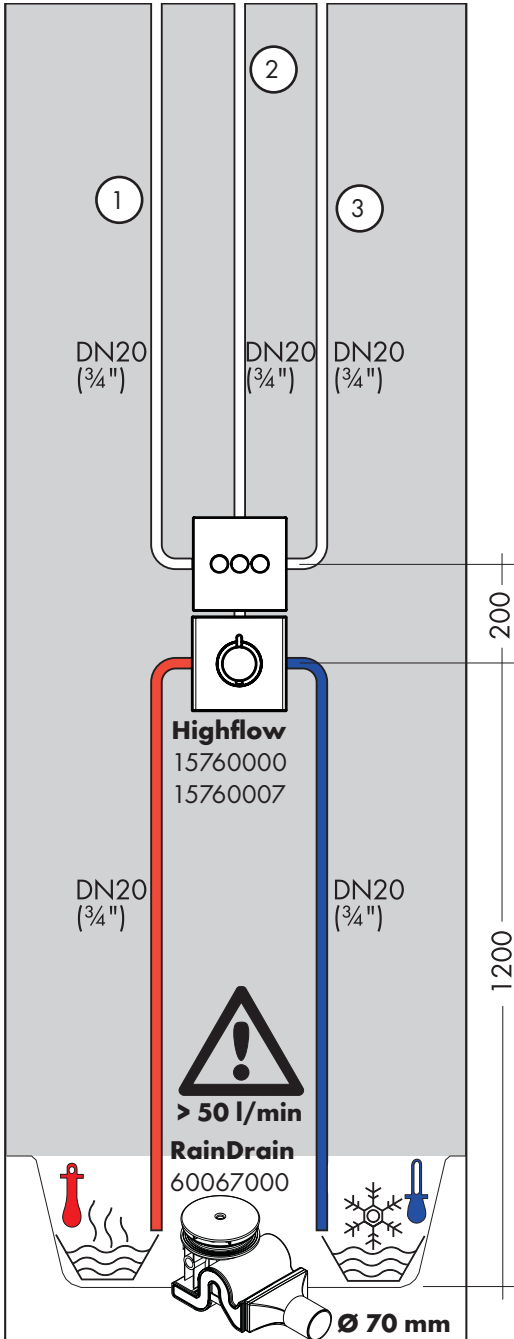 2
1
3
DN20
(¾")
DN20
(¾")
DN20
(¾")
200
Highflow
15760000
15760007
DN20
(¾")
DN20
(¾")
1200
> 50 l/min
RainDrain
60067000
Ø 70 mm